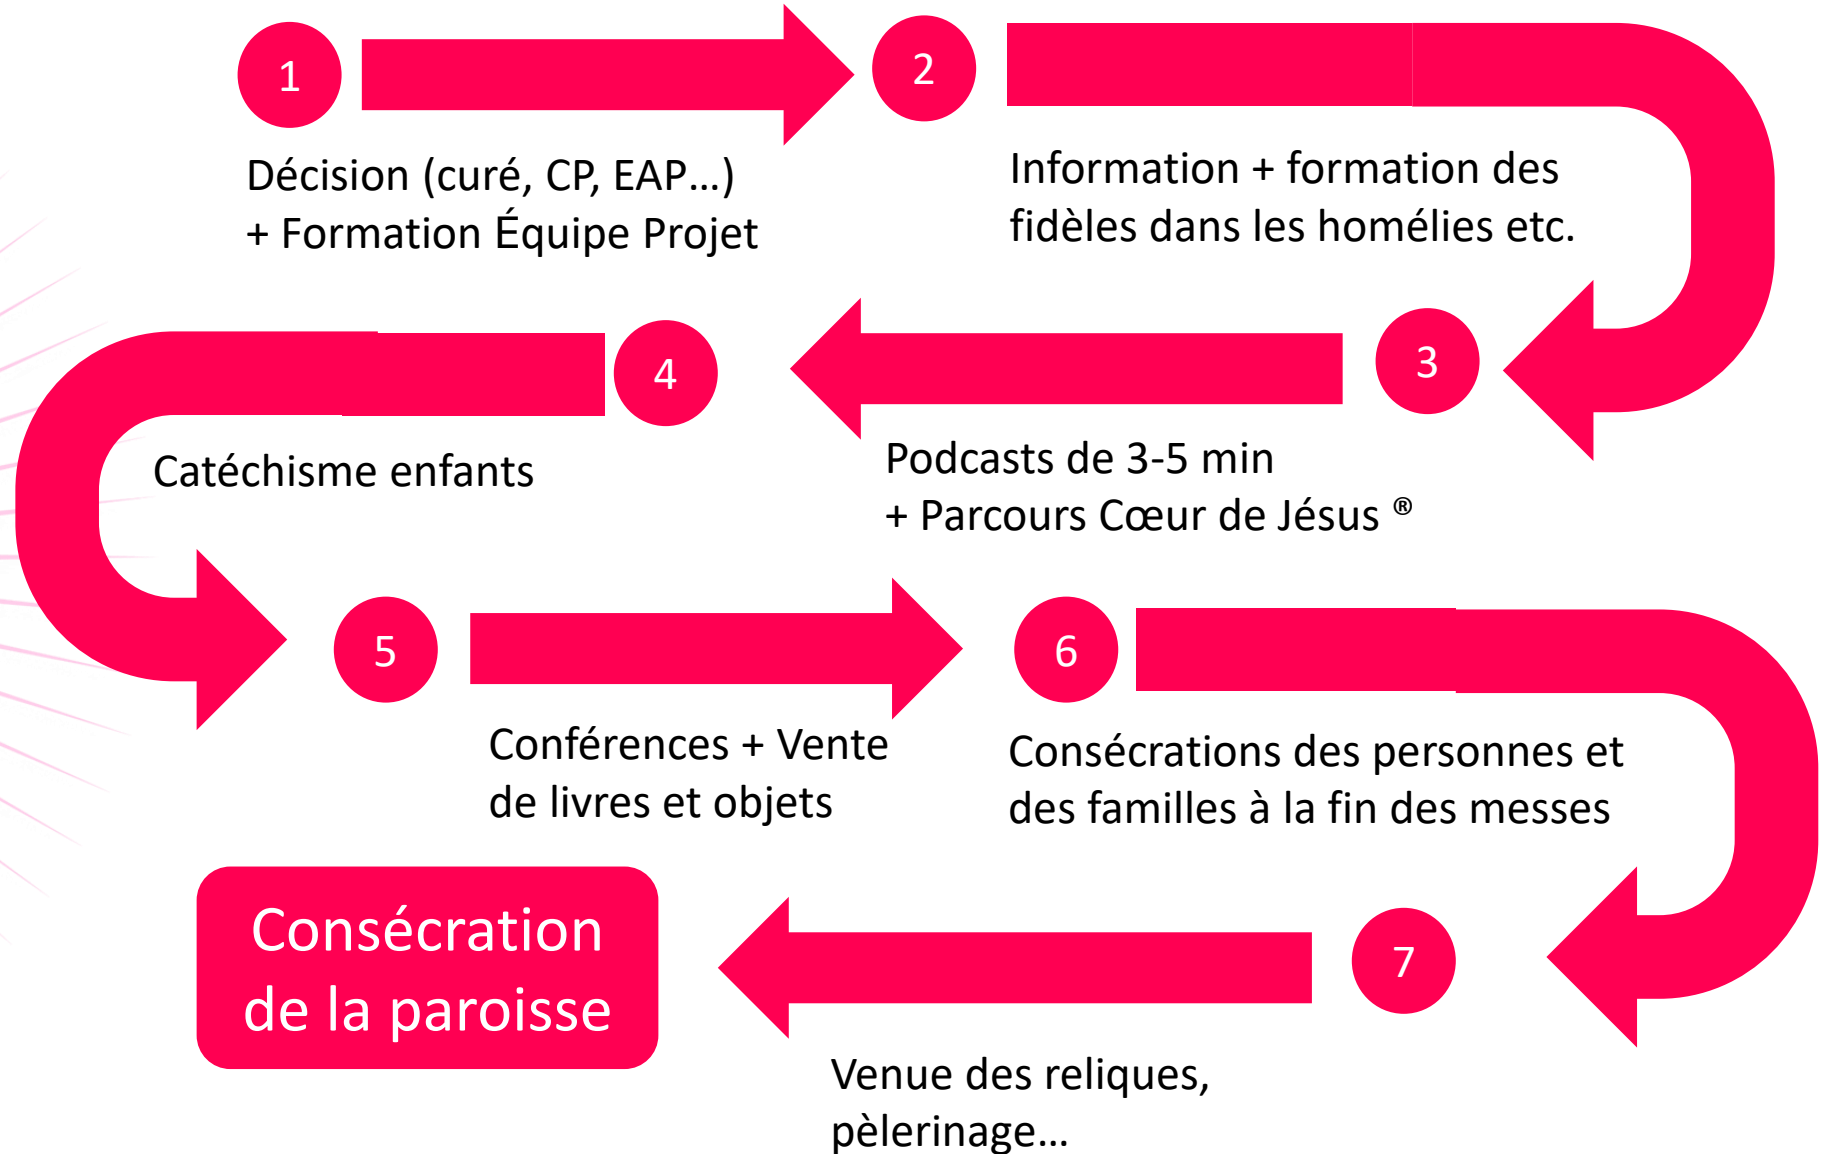 1
Décision (curé, CP, EAP…)
+ Formation Équipe Projet
2
Information + formation des
fidèles dans les homélies etc.
3
Podcasts de 3-5 min
+ Parcours Cœur de Jésus ®
4
Catéchisme enfants
5
Conférences + Vente
de livres et objets
6
Consécrations des personnes et
des familles à la fin des messes
7
Venue des reliques,
pèlerinage…
Consécration
de la paroisse